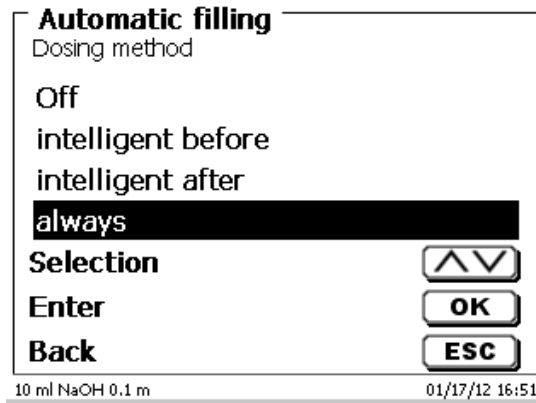 Automatic filling
Dosing method
Off
intelligent before
intelligent after
always
Selection
Enter OK
Back ESC
10 ml NaOH 0.1 m 01/17/12 16:51